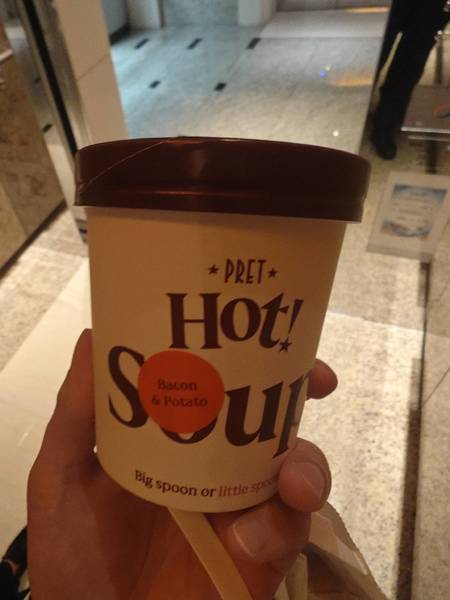 ★ PRET ★
Hot!
Soup
Bacon
& Potato
Big spoon or little spoon